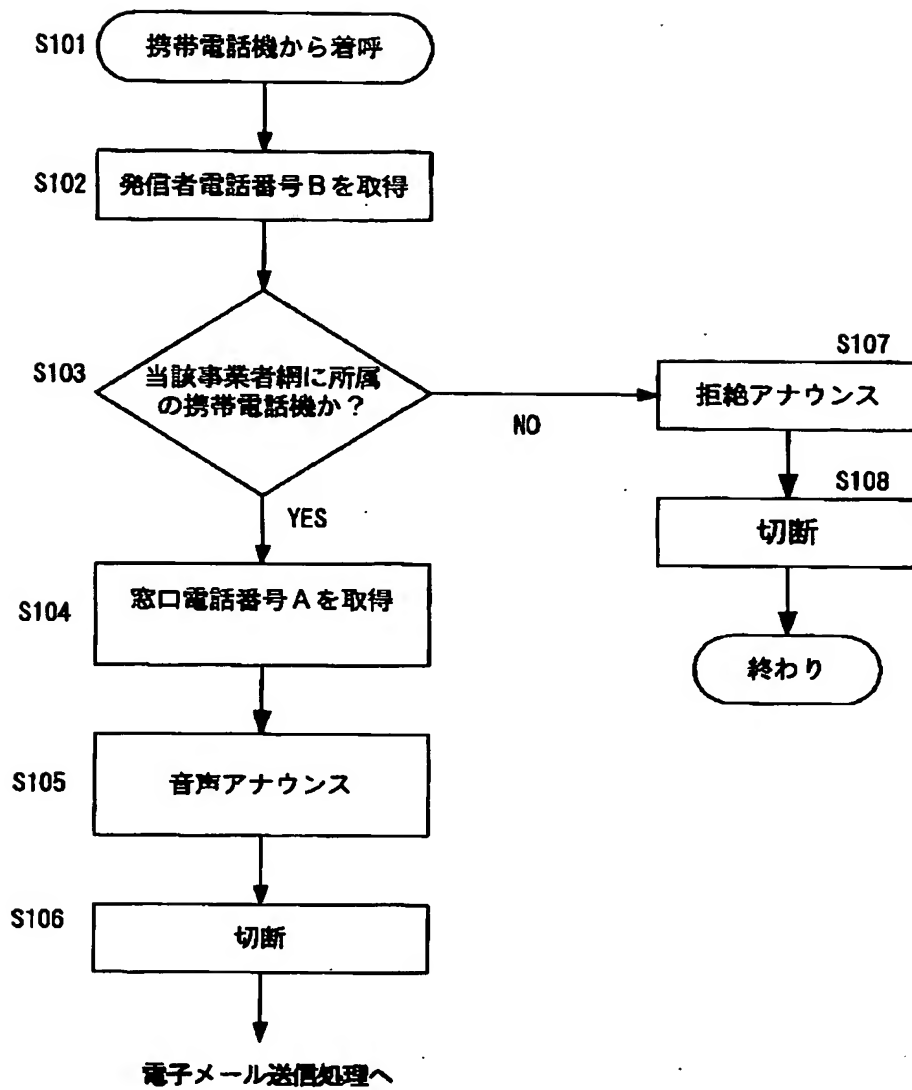 S101
携帯電話機から着呼
S102
発信者電話番号Bを取得
S103
当該事業者網に所属
の携帯電話機か？
NO
YES
S104
窓口電話番号Aを取得
S105
音声アナウンス
S106
切断
電子メール送信処理へ
S107
拒絶アナウンス
S108
切断
終わり